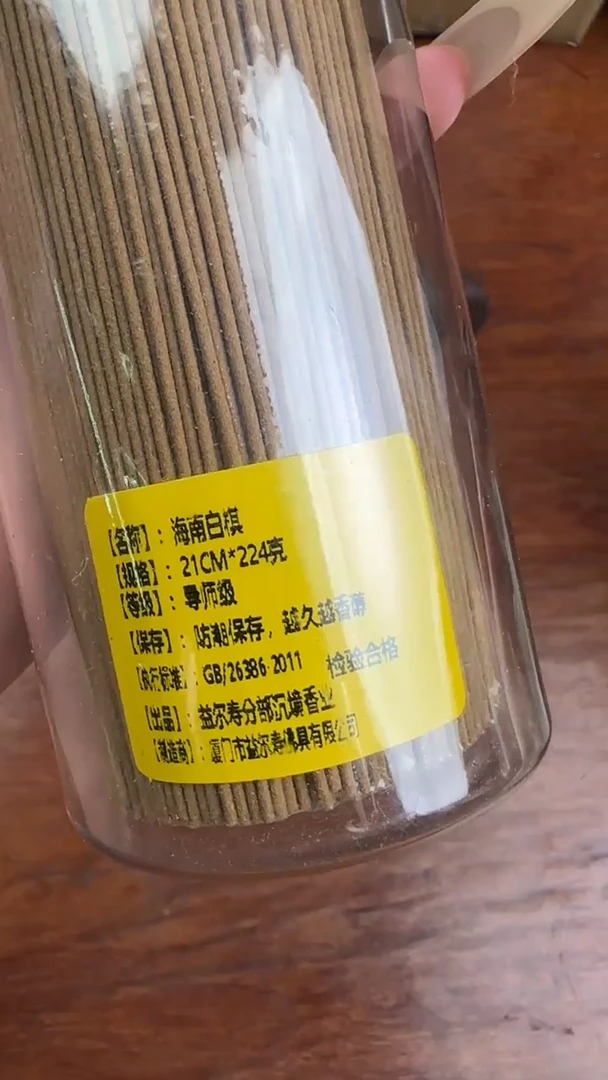 【名称】：海南白棋
【规格】：21CM*224克
【等级】：导师级
【保存】：防潮保存，越久越香醇
【执行标准】：GB/26386-2011 检验合格
【出品】：益尔寿分部沉壇香业
【制造商】：厦门市益尔寿佛具有限公司